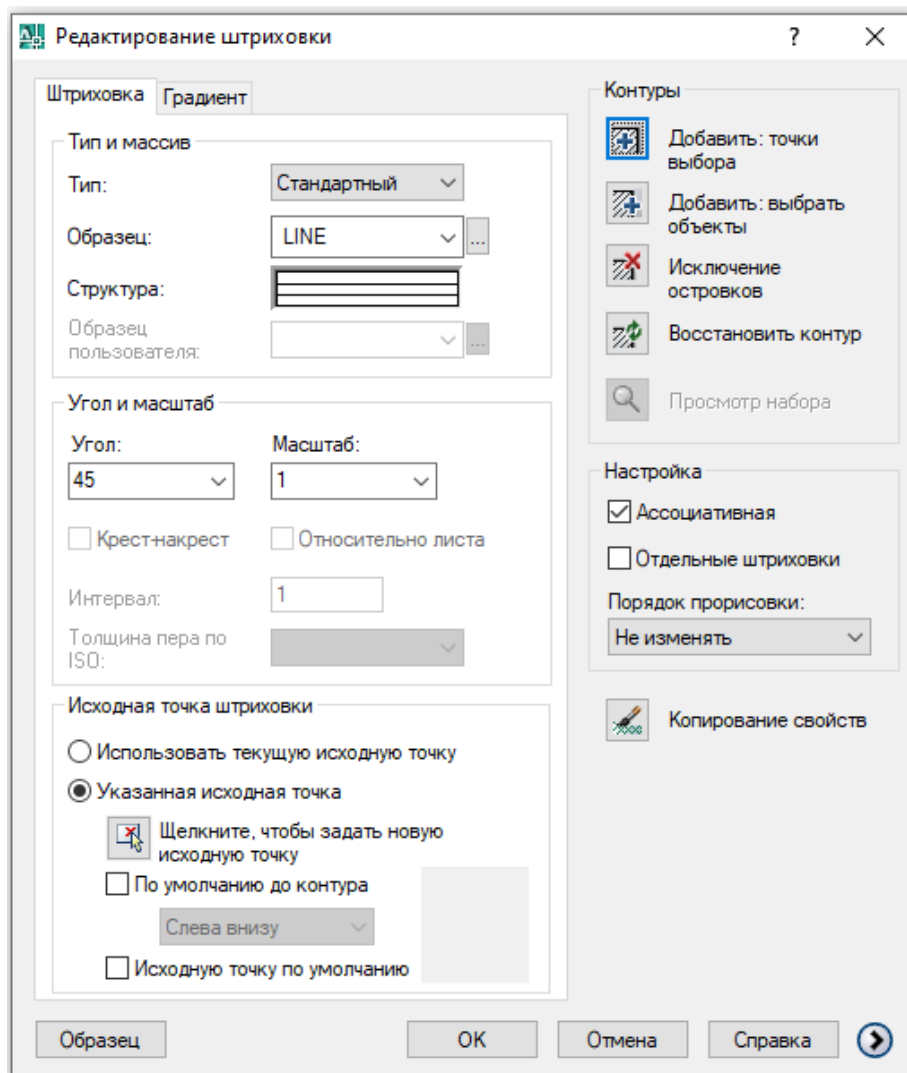 Редактирование штриховки
?
Штриховка
Градиент
Тип и массив
Тип:
Стандартный
Образец:
LINE
...
Структура:
Образец
пользователя:
...
Угол и масштаб
Угол:
Масштаб:
45
1
Крест-накрест
Относительно листа
Интервал:
1
Толщина пера по
ISO:
Исходная точка штриховки
Использовать текущую исходную точку
Указанная исходная точка
Щелкните, чтобы задать новую
исходную точку
По умолчанию до контура
Слева внизу
Исходную точку по умолчанию
Контуры
Добавить: точки
выбора
Добавить: выбрать
объекты
Исключение
островков
Восстановить контур
Просмотр набора
Настройка
Ассоциативная
Отдельные штриховки
Порядок прорисовки:
Не изменять
Копирование свойств
Образец
OK
Отмена
Справка